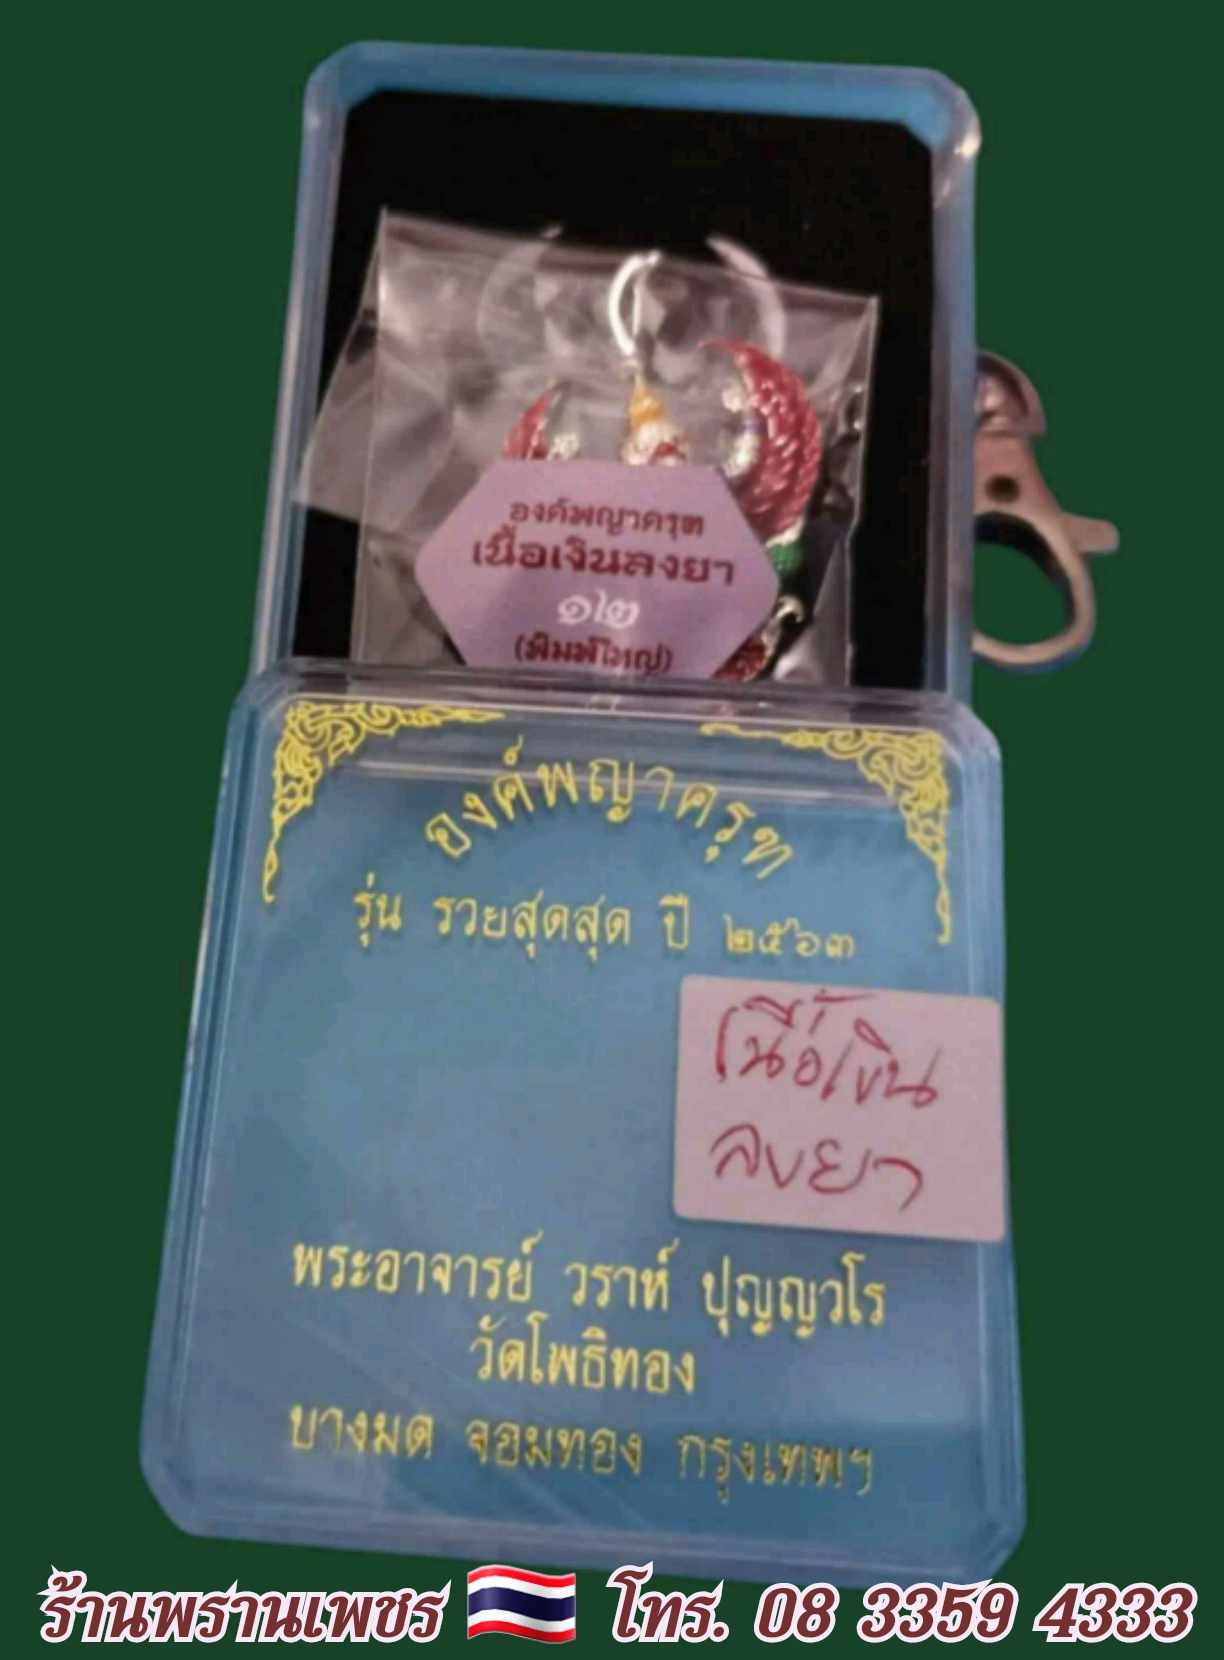 องค์พญาครุฑ
เนื้อเงินลงยา
๑๒
(พิมพ์ใหญ่)
องค์พญาครุฑ
รุ่น รวยสุดสุด ปี ๒๕๖๓
เนื้อเงิน
ลงยา
พระอาจารย์ วราห์ ปุญญวโร
วัดโพธิทอง
บางมด จอมทอง กรุงเทพฯ
ร้านพรานเพชร 🇹🇭 โทร. 08 3359 4333